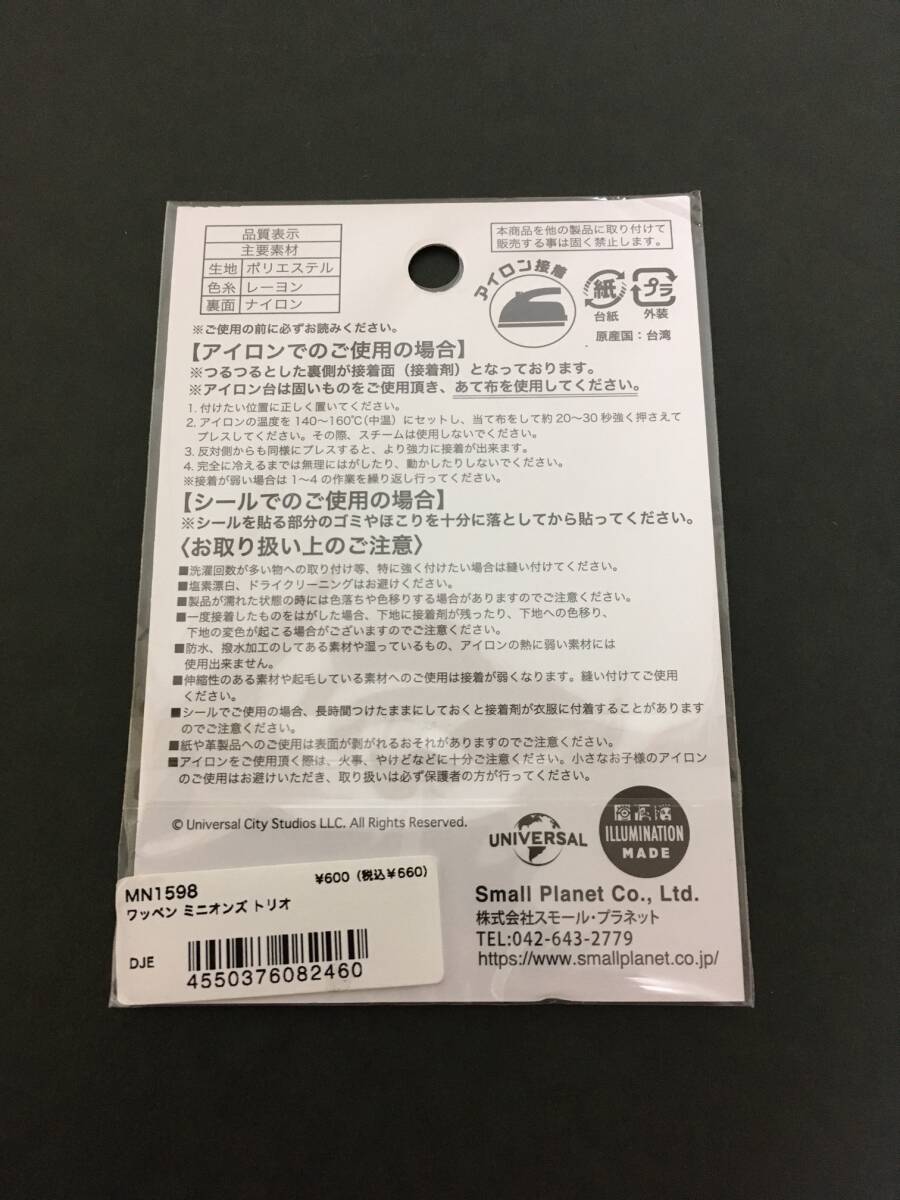 品質表示
主要素材
生地 ポリエステル
色糸 レーヨン
裏面 ナイロン
本商品を他の製品に取り付けて
販売する事は固く禁止します。
アイロン接着
紙
台紙
プラ
外装
原産国：台湾
※ご使用の前に必ずお読みください。
【アイロンでのご使用の場合】
※つるつるとした裏側が接着面（接着剤）となっております。
※アイロン台は固いものをご使用頂き、あて布を使用してください。
1. 付けたい位置に正しく置いてください。
2. アイロンの温度を140〜160℃（中温）にセットし、当て布をして約20〜30秒強く押さえて
プレスしてください。その際、スチームは使用しないでください。
3. 反対側からも同様にプレスすると、より強力に接着が出来ます。
4. 完全に冷えるまでは無理にはがしたり、動かしたりしないでください。
※接着が弱い場合は1〜4の作業を繰り返し行ってください。
【シールでのご使用の場合】
※シールを貼る部分のゴミやほこりを十分に落としてから貼ってください。
〈お取り扱い上のご注意〉
■洗濯回数が多い物への取り付け等、特に強く付けたい場合は縫い付けてください。
■塩素漂白、ドライクリーニングはお避けください。
■製品が濡れた状態の時には色落ちや色移りする場合がありますのでご注意ください。
■一度接着したものをはがした場合、下地に接着剤が残ったり、下地への色移り、
下地の変色が起こる場合がございますのでご注意ください。
■防水、撥水加工のしてある素材や湿っているもの、アイロンの熱に弱い素材には
使用出来ません。
■伸縮性のある素材や起毛している素材へのご使用は接着が弱くなります。縫い付けてご使用
ください。
■シールでご使用の場合、長時間つけたままにしておくと接着剤が衣服に付着することがあります
のでご注意ください。
■紙や革製品へのご使用は表面が剥がれるおそれがありますのでご注意ください。
■アイロンをご使用頂く際は、火事、やけどなどに十分ご注意ください。小さなお子様のアイロン
のご使用はお避けいただき、取り扱いは必ず保護者の方が行ってください。
© Universal City Studios LLC. All Rights Reserved.
UNIVERSAL
ILLUMINATION
MADE
Small Planet Co., Ltd.
株式会社スモール・プラネット
TEL:042-643-2779
https://www.smallplanet.co.jp/
¥600（税込¥660）
MN1598
ワッペン ミニオンズ トリオ
DJE
4550376082460